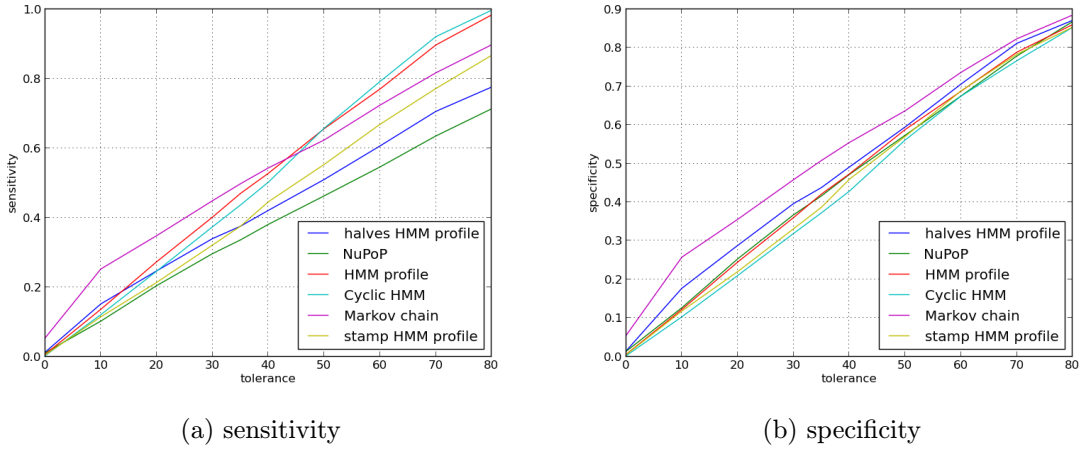 1.0
0.8
0.6
0.4
0.2
0.0
sensitivity
0 10 20 30 40 50 60 70 80
tolerance
halves HMM profile
NuPoP
HMM profile
Cyclic HMM
Markov chain
stamp HMM profile
(a) sensitivity
0.9
0.8
0.7
0.6
0.5
0.4
0.3
0.2
0.1
0.0
specificity
0 10 20 30 40 50 60 70 80
tolerance
halves HMM profile
NuPoP
HMM profile
Cyclic HMM
Markov chain
stamp HMM profile
(b) specificity